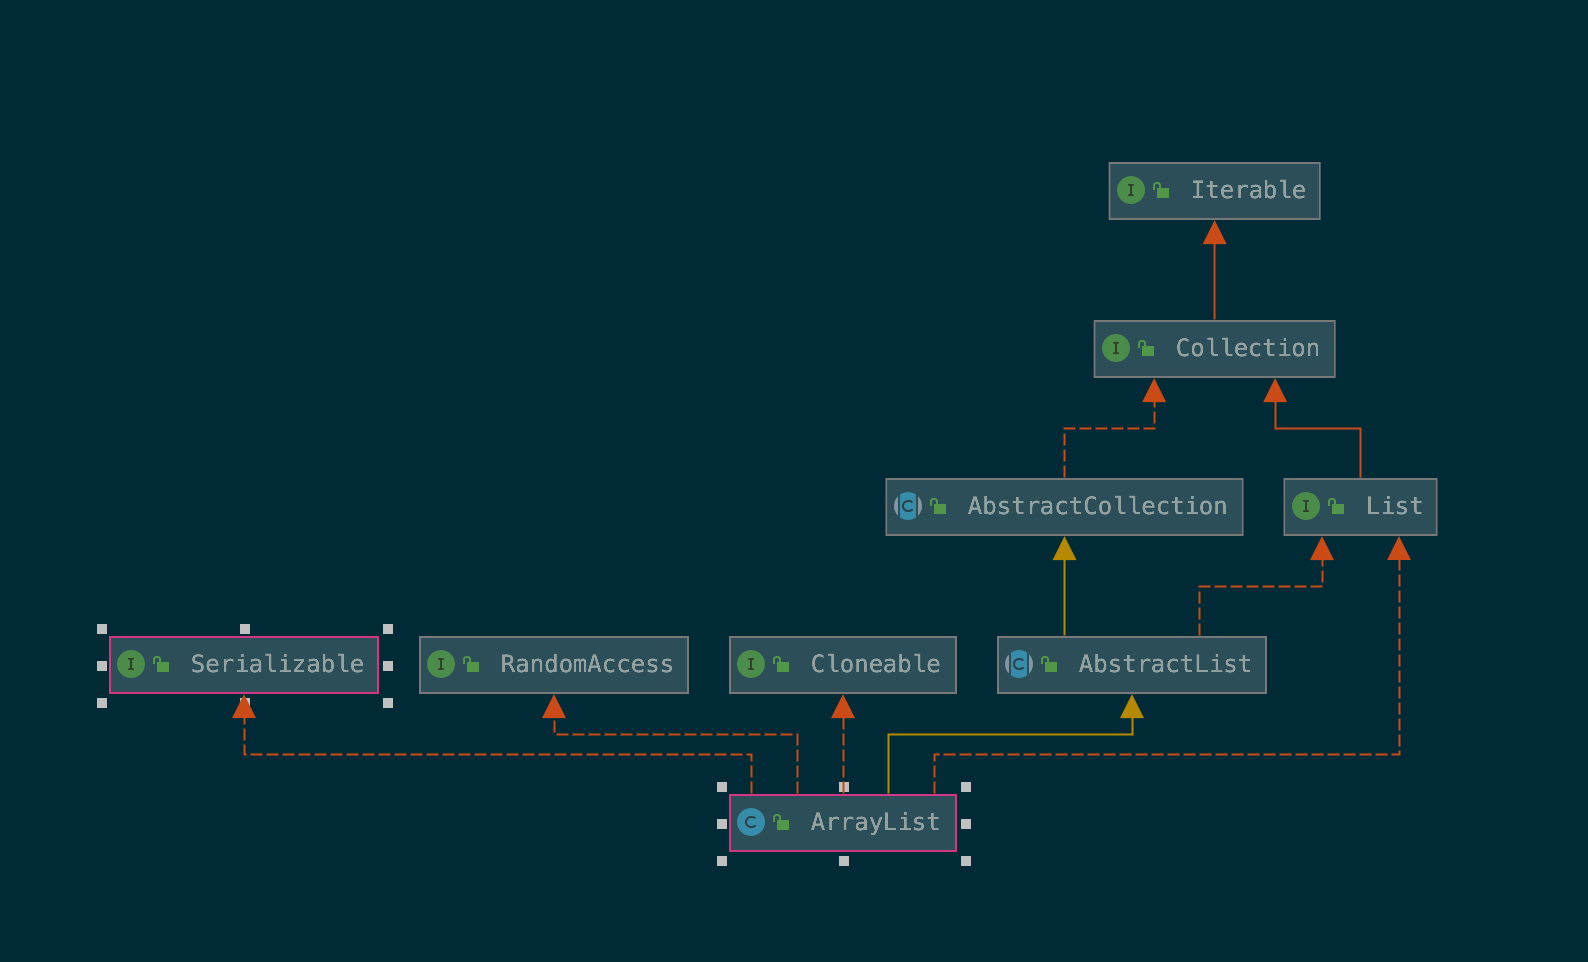 I Iterable
I Collection
C AbstractCollection
I List
I Serializable
I RandomAccess
I Cloneable
C AbstractList
C ArrayList